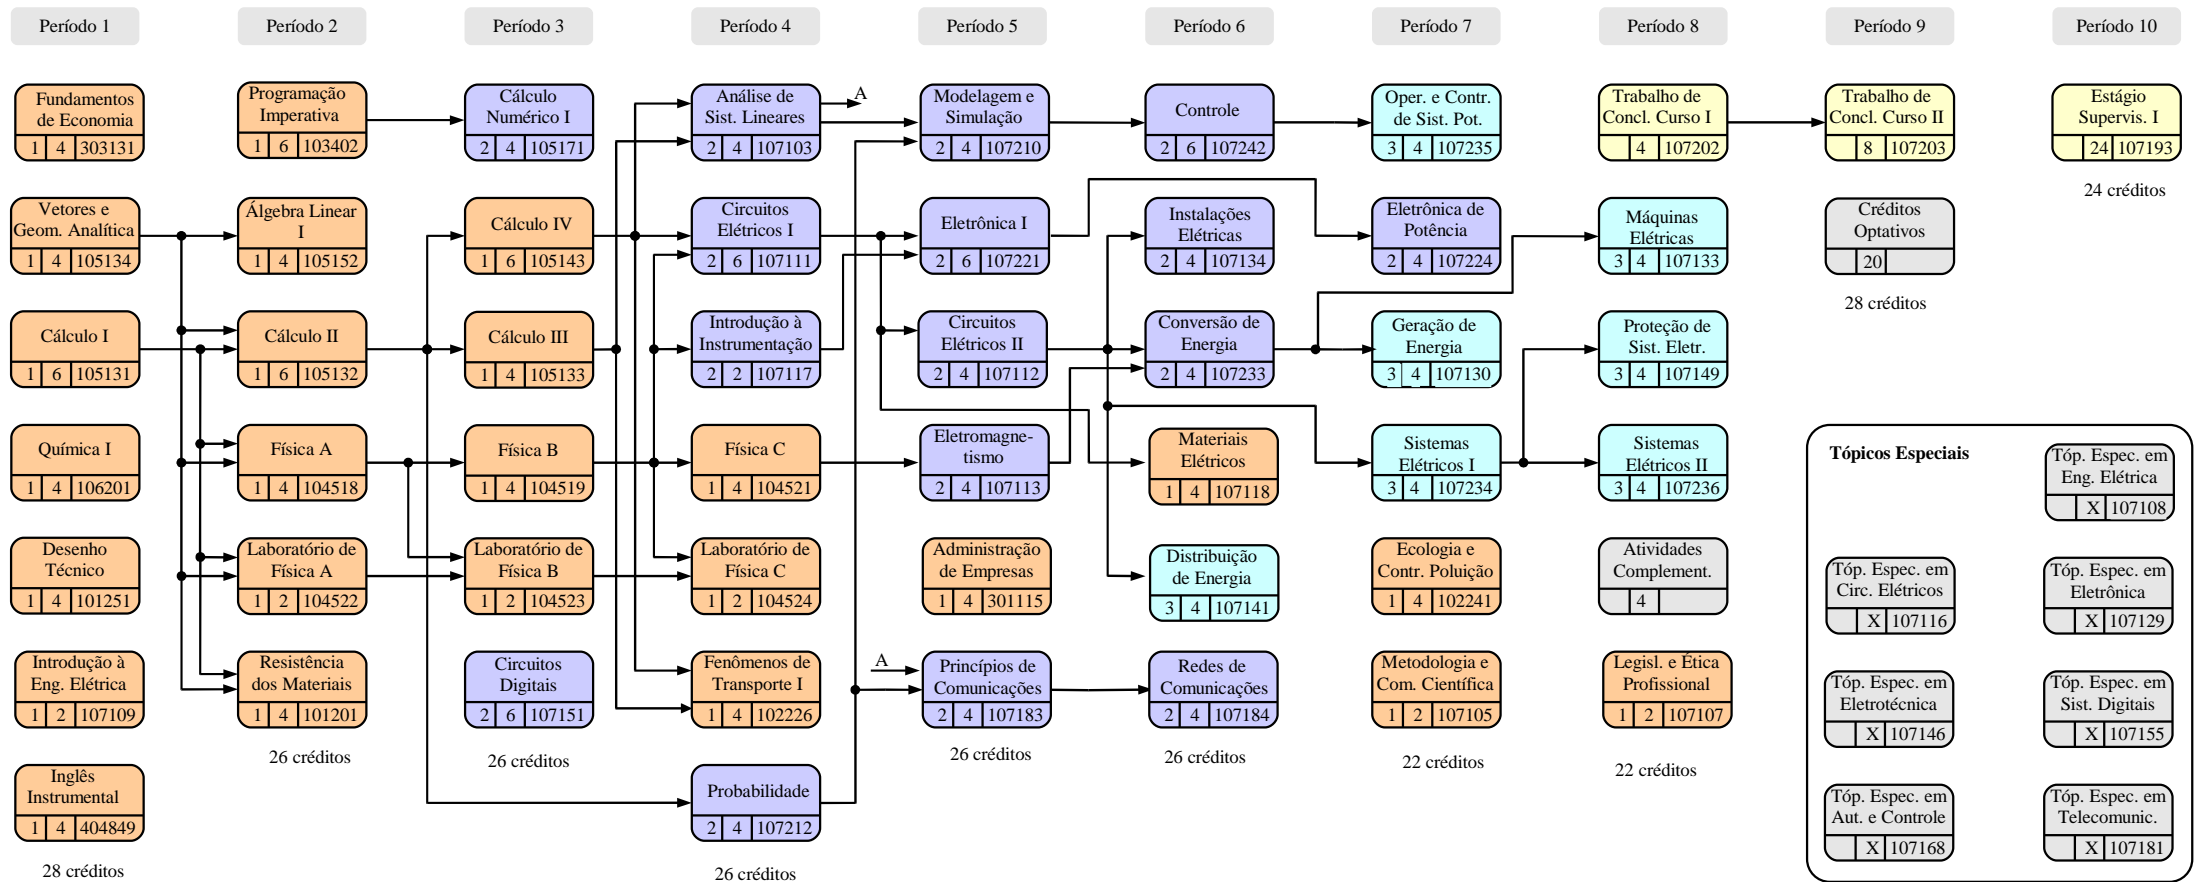 Período 1
Período 2
Período 3
Período 4
Período 5
Período 6
Período 7
Período 8
Período 9
Período 10
Fundamentos
de Economia
1 4 303131
Vetores e
Geom. Analítica
1 4 105134
Cálculo I
1 6 105131
Química I
1 4 106201
Desenho
Técnico
1 4 101251
Introdução à
Eng. Elétrica
1 2 107109
Inglês
Instrumental
1 4 404849
28 créditos
Programação
Imperativa
1 6 103402
Álgebra Linear
I
1 4 105152
Cálculo II
1 6 105132
Física A
1 4 104518
Laboratório de
Física A
1 2 104522
Resistência
dos Materiais
1 4 101201
26 créditos
Cálculo
Numérico I
2 4 105171
Cálculo IV
1 6 105143
Cálculo III
1 4 105133
Física B
1 4 104519
Laboratório de
Física B
1 2 104523
Circuitos
Digitais
2 6 107151
26 créditos
Análise de
Sist. Lineares
2 4 107103
A
Circuitos
Elétricos I
2 6 107111
Introdução à
Instrumentação
2 2 107117
Física C
1 4 104521
Laboratório de
Física C
1 2 104524
Fenômenos de
Transporte I
1 4 102226
Probabilidade
2 4 107212
26 créditos
Modelagem e
Simulação
2 4 107210
Eletrônica I
2 6 107221
Circuitos
Elétricos II
2 4 107112
Eletromagne-
tismo
2 4 107113
Administração
de Empresas
1 4 301115
A
Princípios de
Comunicações
2 4 107183
26 créditos
Controle
2 6 107242
Instalações
Elétricas
2 4 107134
Conversão de
Energia
2 4 107233
Materiais
Elétricos
1 4 107118
Distribuição
de Energia
3 4 107141
Redes de
Comunicações
2 4 107184
26 créditos
Oper. e Contr.
de Sist. Pot.
3 4 107235
Eletrônica de
Potência
2 4 107224
Geração de
Energia
3 4 107130
Sistemas
Elétricos I
3 4 107234
Ecologia e
Contr. Poluição
1 4 102241
Metodologia e
Com. Científica
1 2 107105
22 créditos
Trabalho de
Concl. Curso I
4 107202
Máquinas
Elétricas
3 4 107133
Proteção de
Sist. Eletr.
3 4 107149
Sistemas
Elétricos II
3 4 107236
Atividades
Complement.
4
Legisl. e Ética
Profissional
1 2 107107
22 créditos
Trabalho de
Concl. Curso II
8 107203
Créditos
Optativos
20
28 créditos
Estágio
Supervis. I
24 107193
24 créditos
Tópicos Especiais
Tóp. Espec. em
Eng. Elétrica
X 107108
Tóp. Espec. em
Circ. Elétricos
X 107116
Tóp. Espec. em
Eletrônica
X 107129
Tóp. Espec. em
Eletrotécnica
X 107146
Tóp. Espec. em
Sist. Digitais
X 107155
Tóp. Espec. em
Aut. e Controle
X 107168
Tóp. Espec. em
Telecomunic.
X 107181